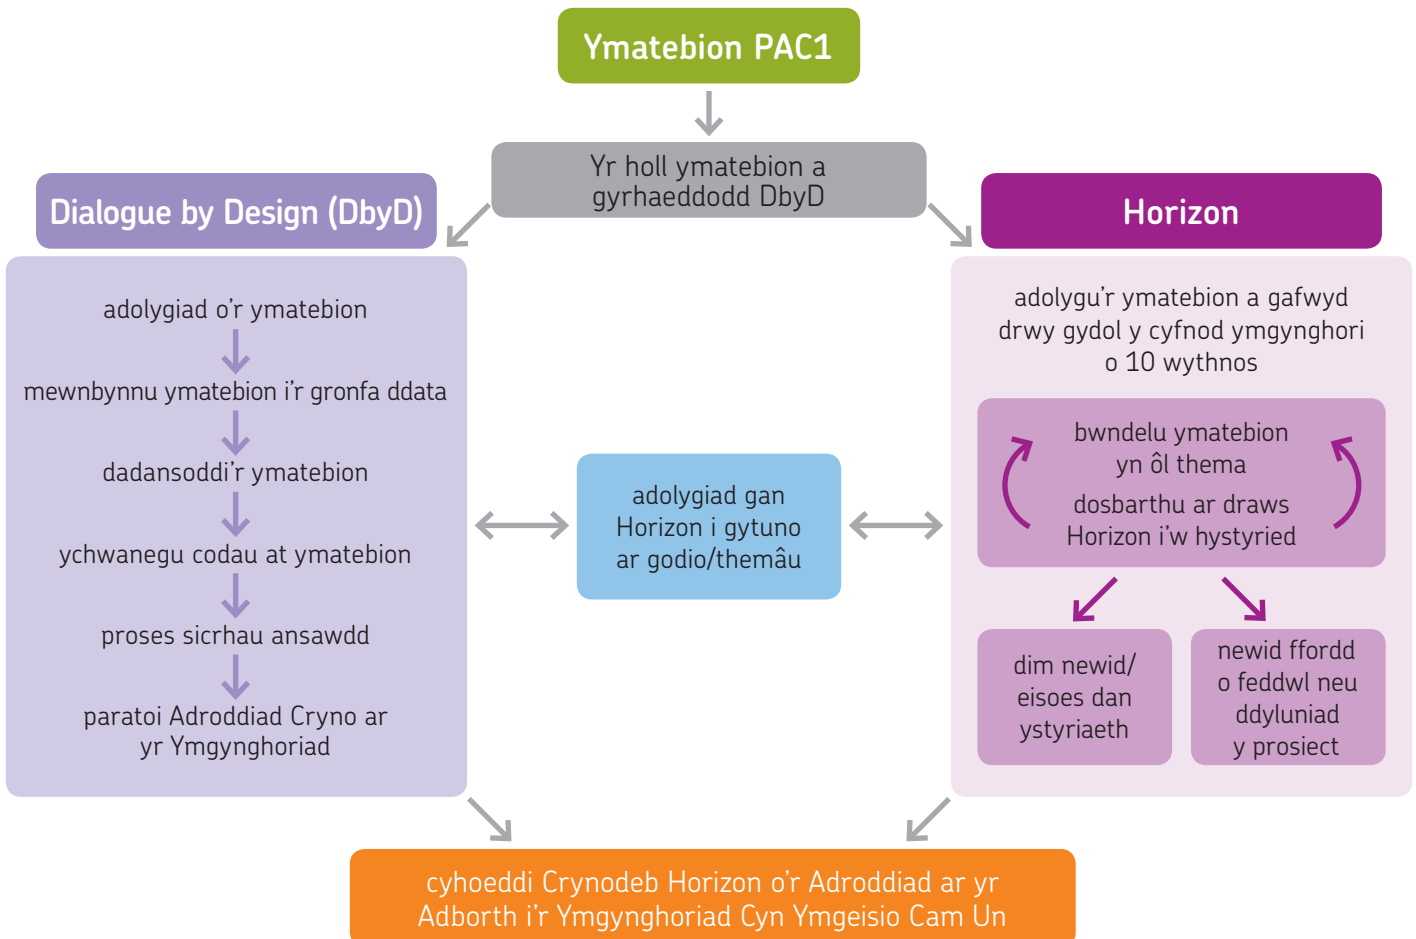 Ymatebion PAC1
Yr holl ymatebion a
gyrhaeddodd DbyD
Dialogue by Design (DbyD)
adolygiad o'r ymatebion
mewnbynnu ymatebion i'r gronfa ddata
dadansoddi'r ymatebion
ychwanegu codau at ymatebion
proses sicrhau ansawdd
paratoi Adroddiad Cryno ar
yr Ymgynghoriad
adolygiad gan
Horizon i gytuno
ar godio/themâu
Horizon
adolygu'r ymatebion a gafwyd
drwy gydol y cyfnod ymgynghori
o 10 wythnos
bwndelu ymatebion
yn ôl thema
dosbarthu ar draws
Horizon i'w hystyried
dim newid/
eisoes dan
ystyriaeth
newid ffordd
o feddwl neu
ddyluniad
y prosiect
cyhoeddi Crynodeb Horizon o'r Adroddiad ar yr
Adborth i'r Ymgynghoriad Cyn Ymgeisio Cam Un